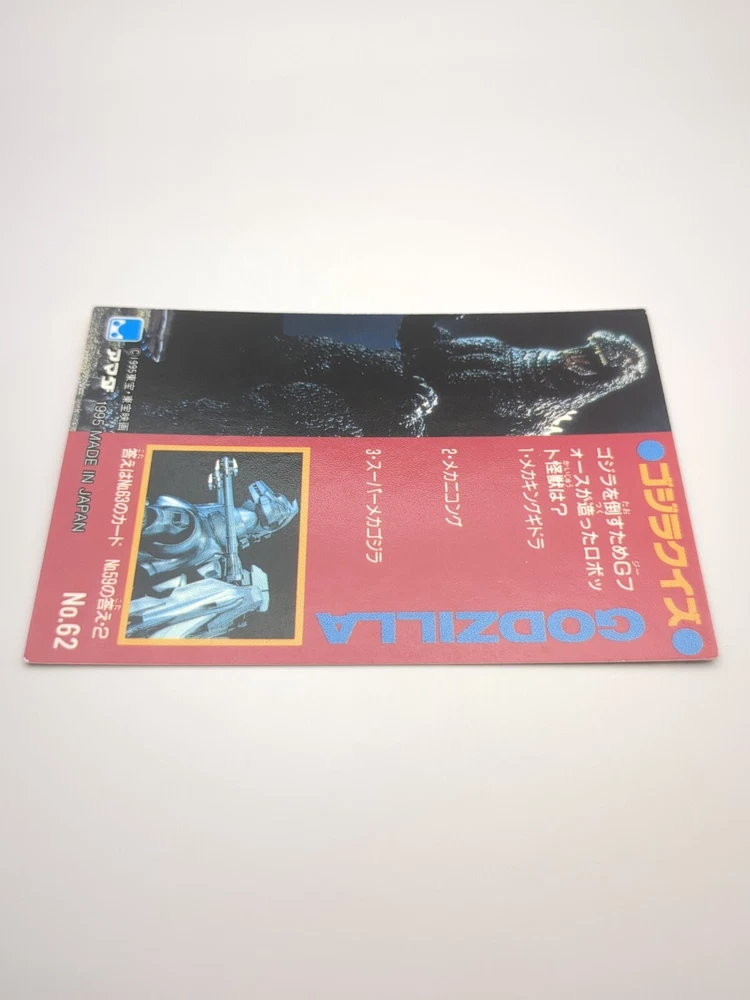 ●ゴジラクイズ●
ゴジラを倒すためGフ
ォースが造ったロボッ
ト怪獣は?
1・メカキングギドラ
2・メカニコング
3・スーパーメカゴジラ
GODZILLA
答えはNo.63のカード No.59の答え・2
No.62
©1995東宝・東宝映画
アマダ 1995 MADE IN JAPAN